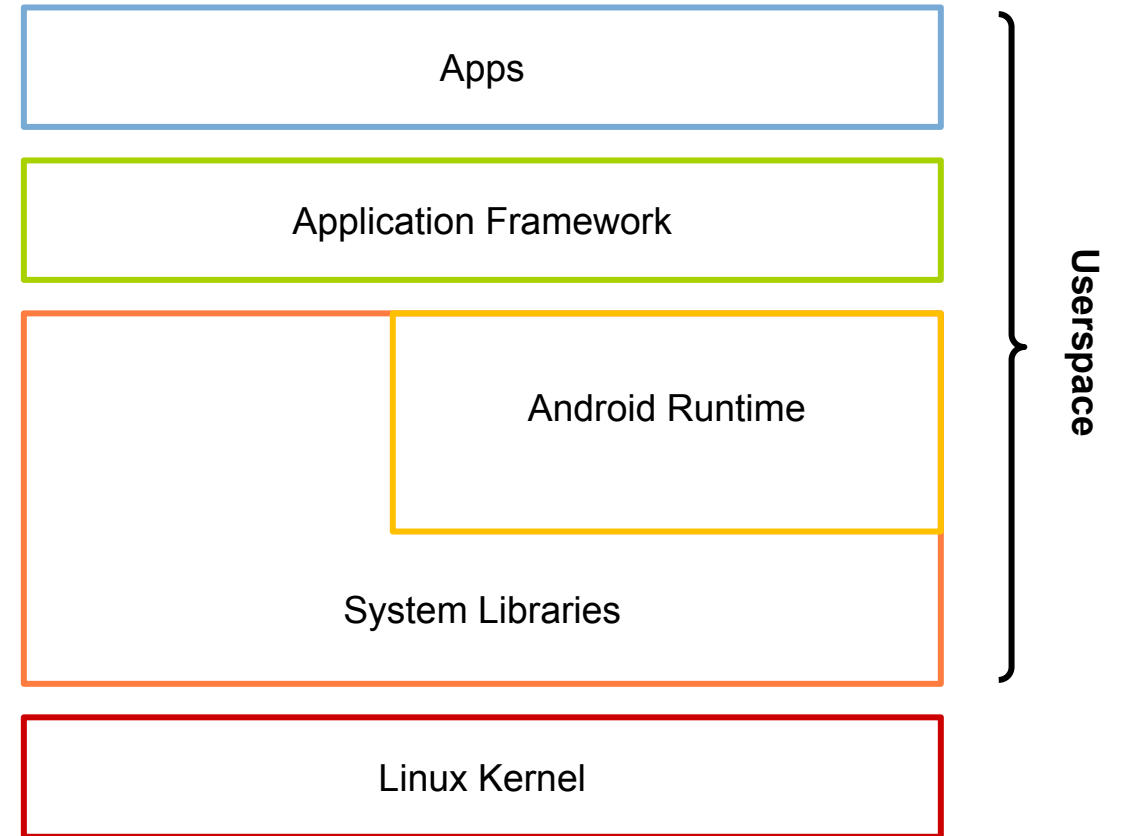 Apps
Application Framework
Android Runtime
System Libraries
Linux Kernel
Userspace